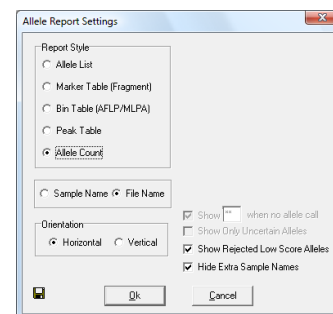 Allele Report Settings
Report Style
Allele List
Marker Table (Fragment)
Bin Table (AFLP/MLPA)
Peak Table
Allele Count
Sample Name File Name
Orientation
Horizontal Vertical
Show "" when no allele call
Show Only Uncertain Alleles
Show Rejected Low Score Alleles
Hide Extra Sample Names
Ok Cancel